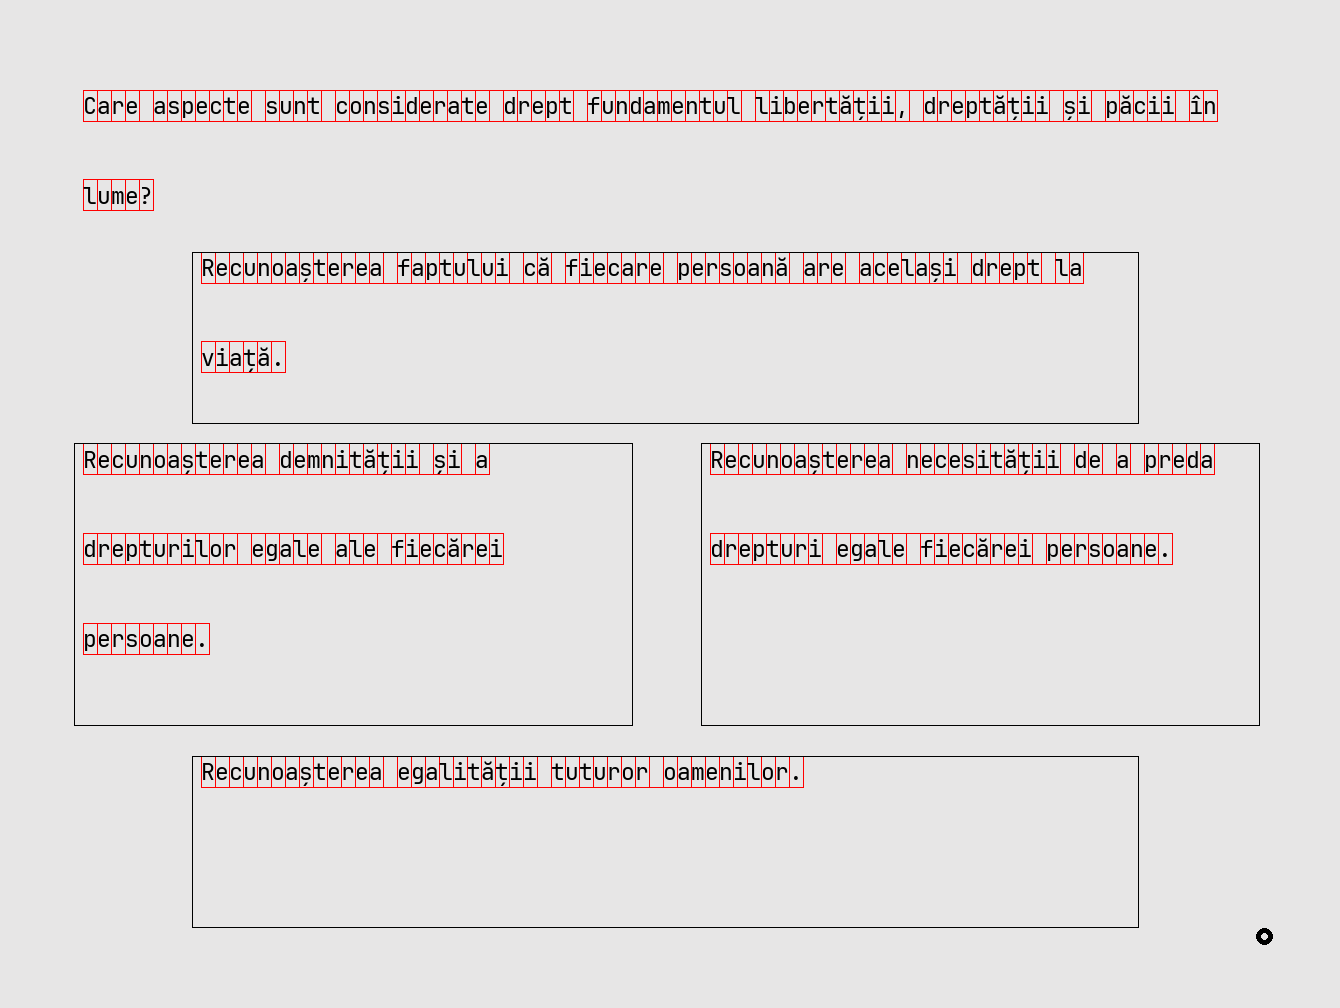 Care aspecte sunt considerate drept fundamentul libertății, dreptății și păcii în
lume?
Recunoașterea faptului că fiecare persoană are același drept la
viață.
Recunoașterea demnității și a
drepturilor egale ale fiecărei
persoane.
Recunoașterea necesității de a preda
drepturi egale fiecărei persoane.
Recunoașterea egalității tuturor oamenilor.